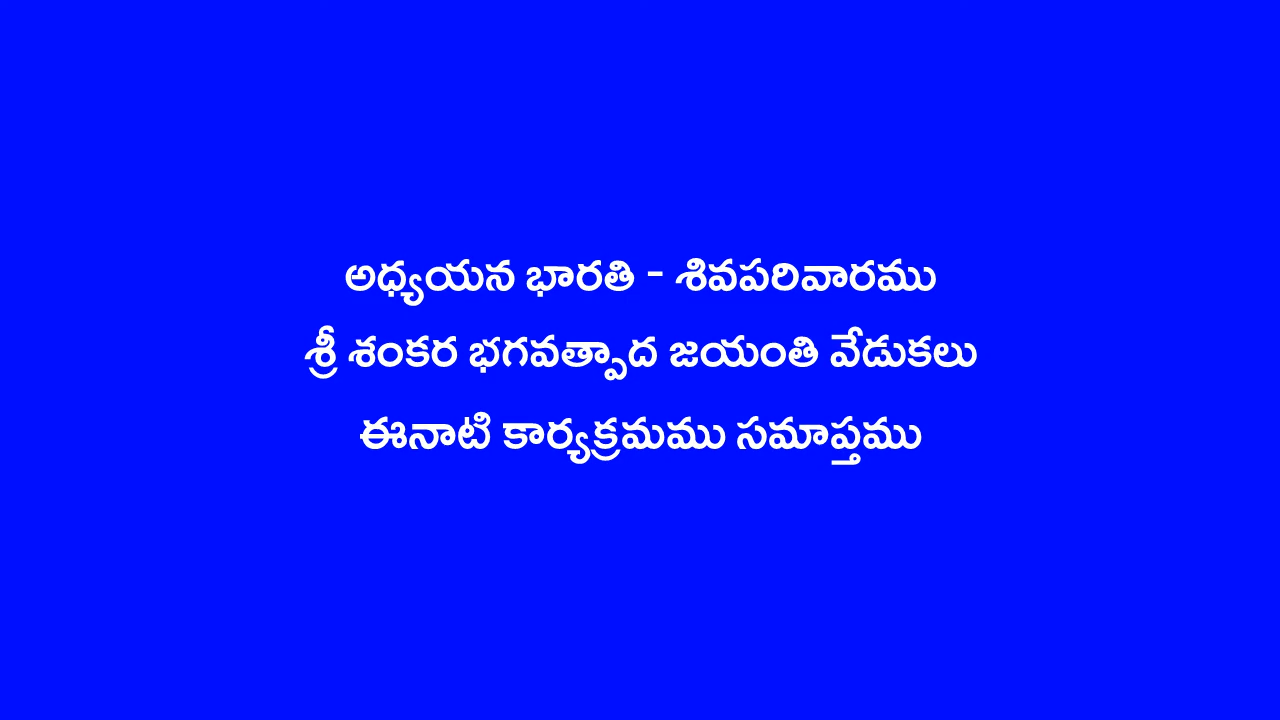 అధ్యయన భారతి - శివపరివారము
శ్రీ శంకర భగవత్పాద జయంతి వేడుకలు
ఈనాటి కార్యక్రమము సమాప్తము